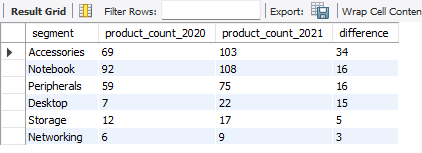 Result Grid Filter Rows: Export: Wrap Cell Conten
segment product_count_2020 product_count_2021 difference
Accessories 69 103 34
Notebook 92 108 16
Peripherals 59 75 16
Desktop 7 22 15
Storage 12 17 5
Networking 6 9 3